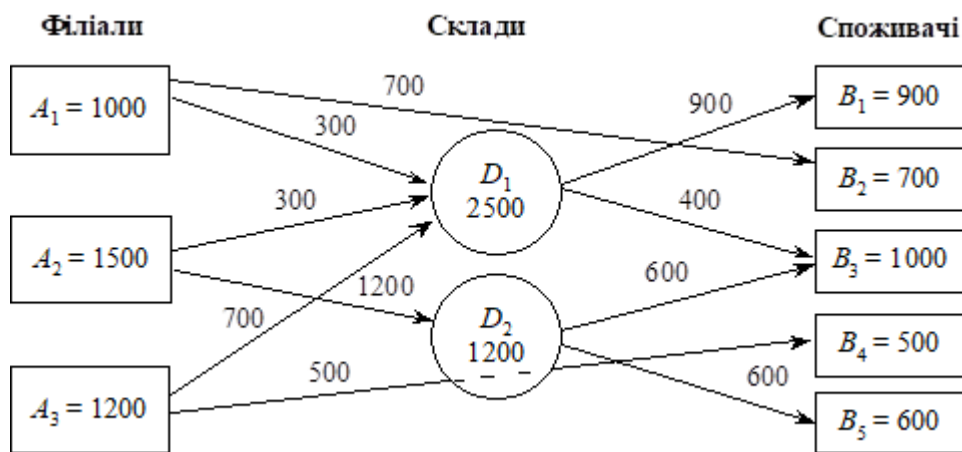 Філіали Склади Споживачі
A₁ = 1000
700
300
900
B₁ = 900
D₁
2500
B₂ = 700
A₂ = 1500
300
400
1200
600
B₃ = 1000
D₂
1200
700
B₄ = 500
A₃ = 1200
500
600
B₅ = 600